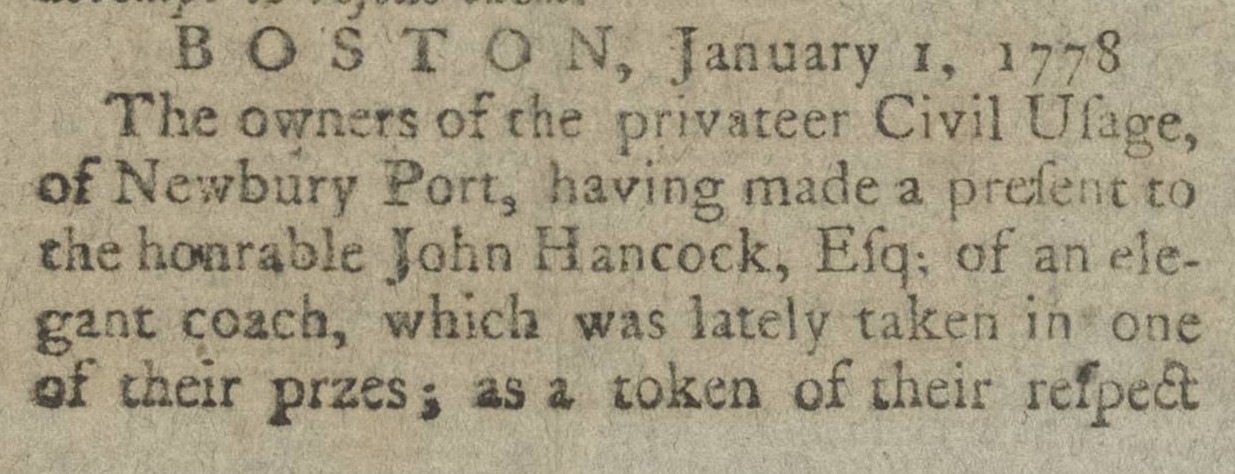 BOSTON, January 1, 1778
The owners of the privateer Civil Uſage,
of Newbury Port, having made a preſent to
the honrable John Hancock, Eſq; of an ele-
gant coach, which was lately taken in one
of their przes; as a token of their reſpect